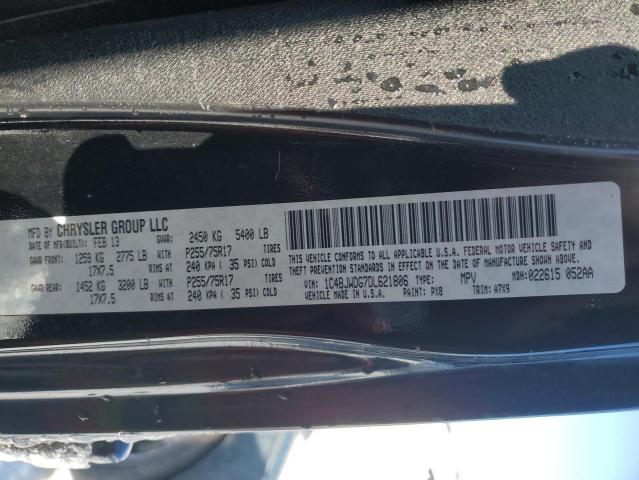 MFD BY CHRYSLER GROUP LLC
DATE OF MFR(BUILT): FEB 13 GVWR: 2450 KG 5400 LB
GAWR FRONT: 1259 KG 2775 LB P255/75R17 TIRES
17X7.5 RIMS AT 240 KPA ( 35 PSI) COLD
GAWR REAR: 1452 KG 3200 LB P255/75R17 TIRES
17X7.5 RIMS AT 240 KPA ( 35 PSI) COLD
THIS VEHICLE CONFORMS TO ALL APPLICABLE U.S.A. FEDERAL MOTOR VEHICLE SAFETY
STANDARDS IN EFFECT ON THE DATE OF MANUFACTURE SHOWN ABOVE.
VIN: 1C4BJWDG7DL621806 TYPE: MPV MDH: 022615 052AA
MADE IN U.S.A. PAINT: PX8 TRIM: A7X9